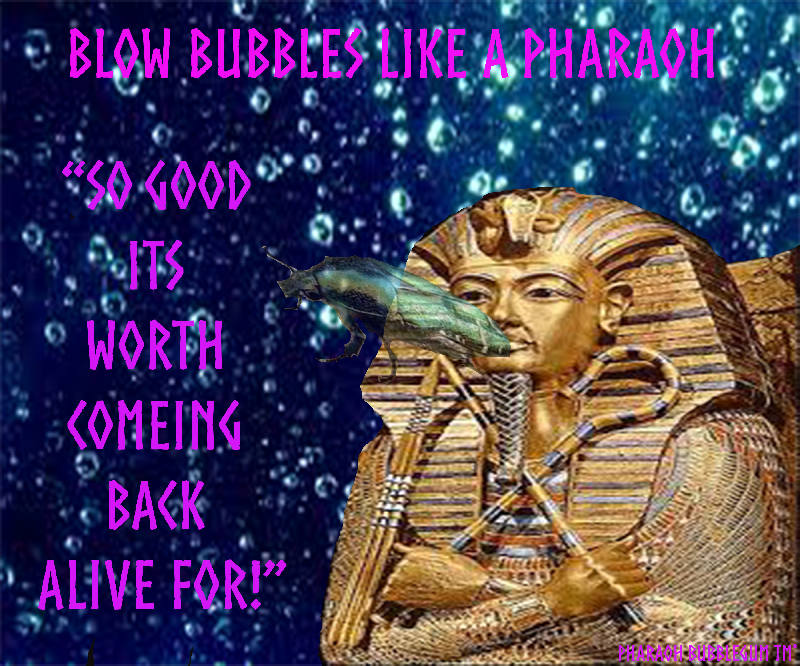 BLOW BUBBLES LIKE A PHARAOH
“SO GOOD
ITS
WORTH
COMEING
BACK
ALIVE FOR!”
PHARAOH BUBBLEGUM TM